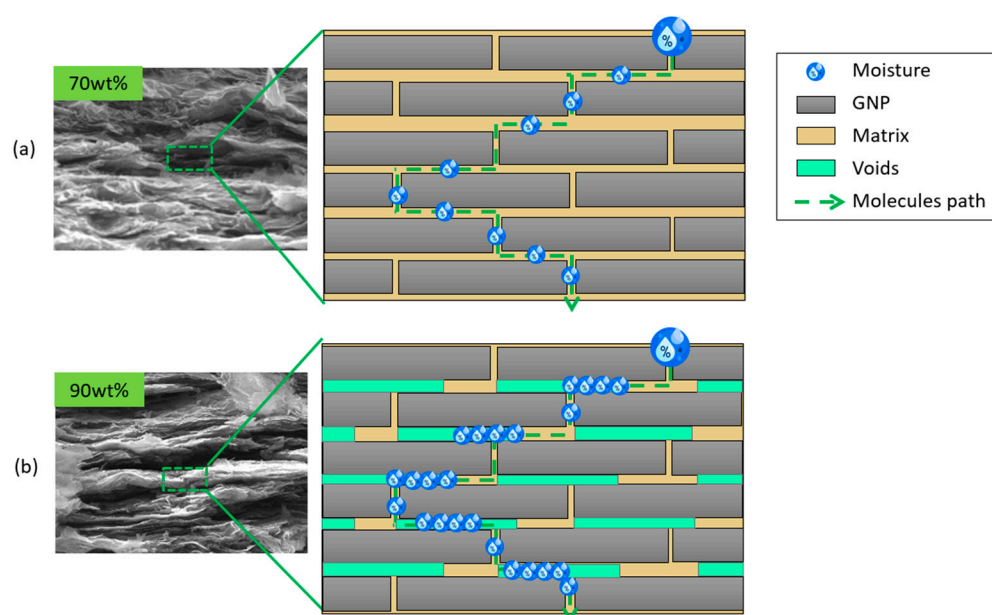 70wt%
(a)
%
Moisture
GNP
Matrix
Voids
Molecules path
90wt%
(b)
%